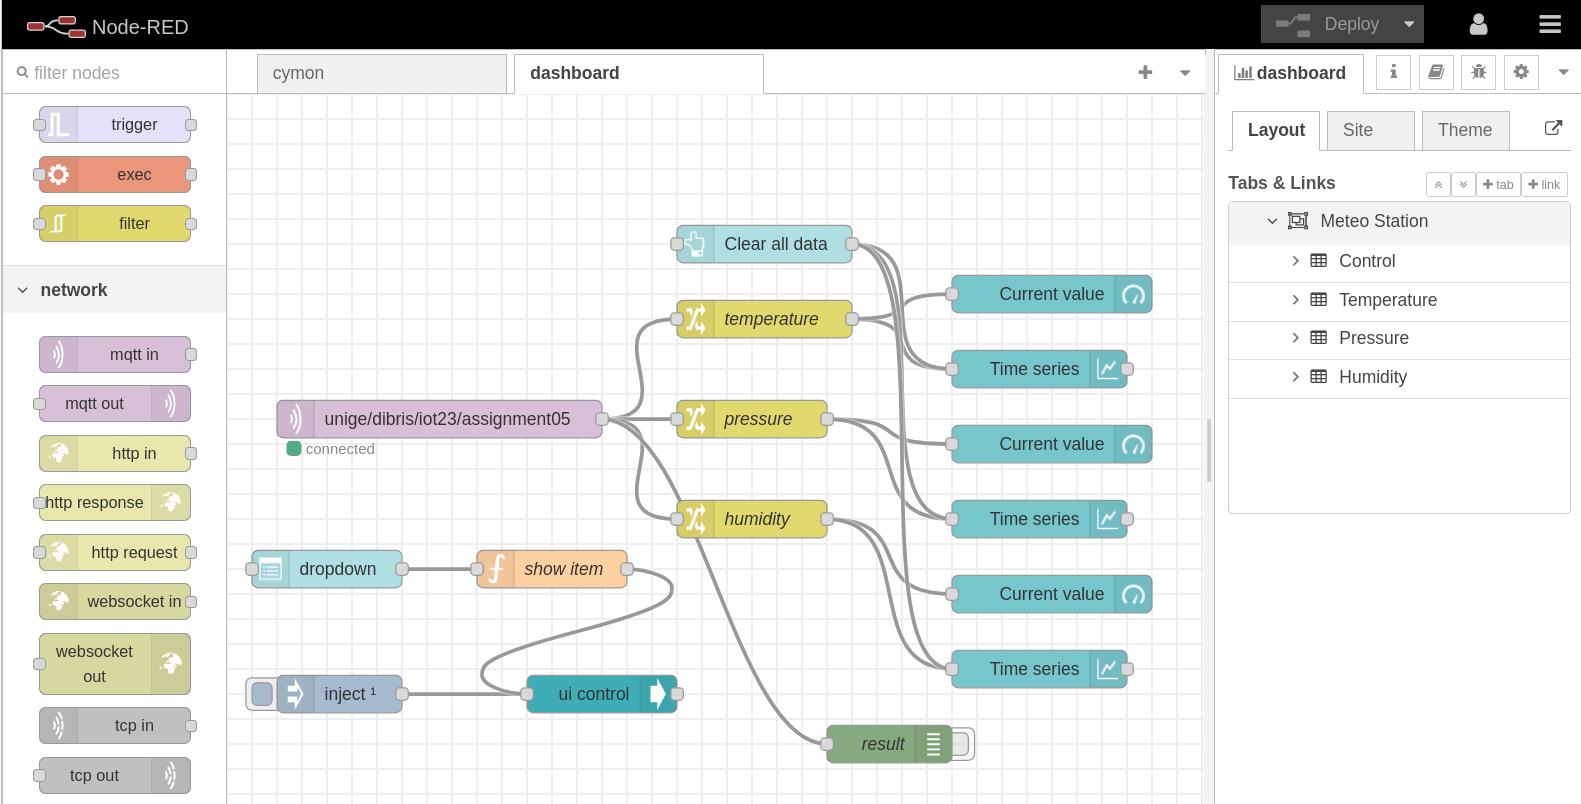 Node-RED
Deploy
filter nodes
cymon
dashboard
dashboard
trigger
exec
filter
network
mqtt in
mqtt out
http in
http response
http request
websocket in
websocket
out
tcp in
tcp out
Clear all data
temperature
Current value
Time series
unige/dibris/iot23/assignment05
connected
pressure
Current value
humidity
Time series
dropdown
show item
Current value
Time series
inject ¹
ui control
result
Layout
Site
Theme
Tabs & Links
tab
link
Meteo Station
Control
Temperature
Pressure
Humidity